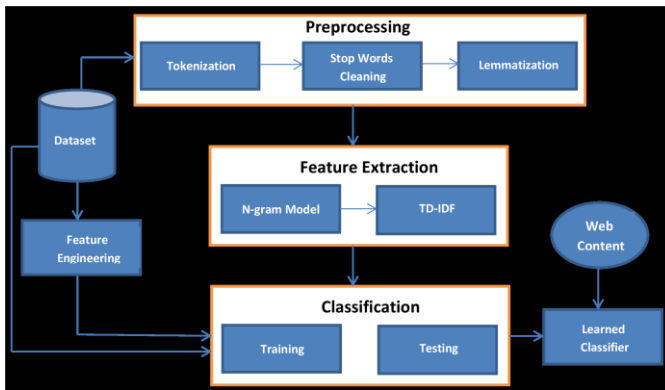 Preprocessing
Tokenization
Stop Words
Cleaning
Lemmatization
Dataset
Feature Extraction
N-gram Model
TD-IDF
Feature
Engineering
Web
Content
Classification
Training
Testing
Learned
Classifier